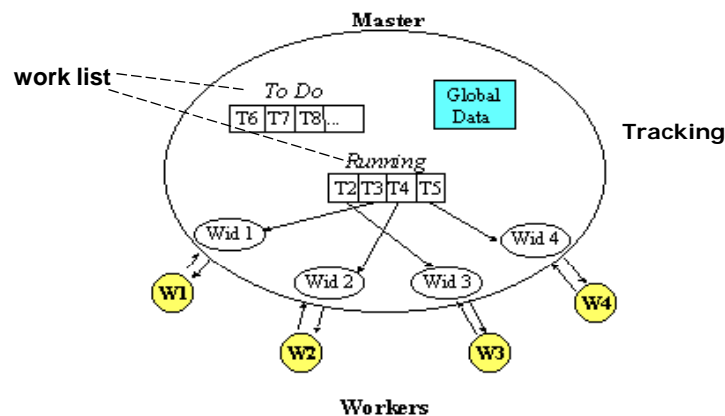 Master
work list
To Do
T6 T7 T8 ...
Global
Data
Tracking
Running
T2 T3 T4 T5
Wid 1
Wid 4
Wid 2
Wid 3
W1
W4
W2
W3
Workers